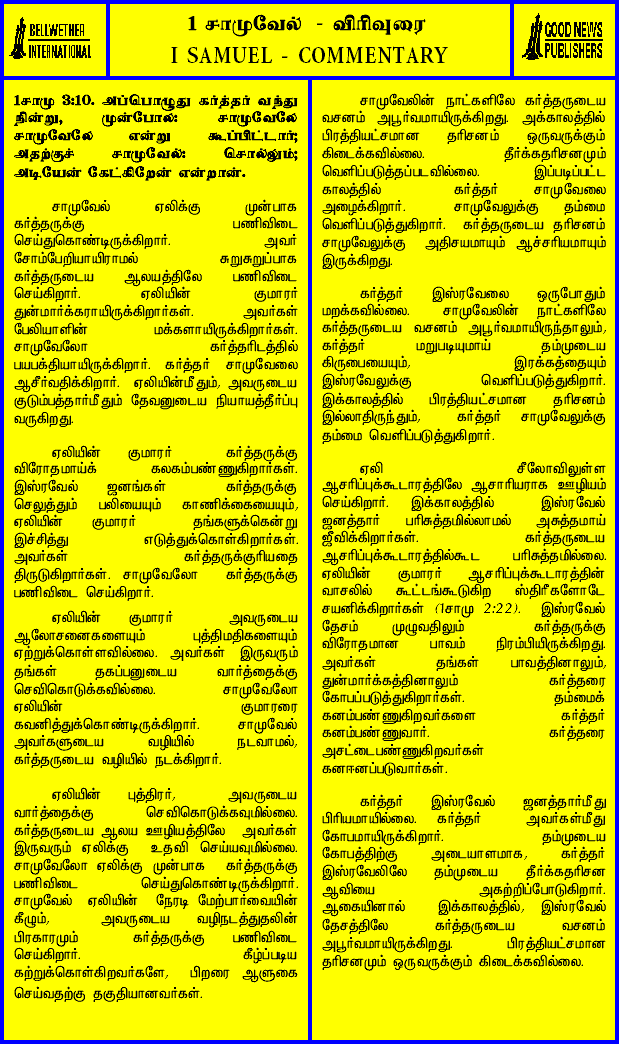 BELLWETHER
INTERNATIONAL
1 சாமுவேல் - விரிவுரை
I SAMUEL - COMMENTARY
GOOD NEWS
PUBLISHERS
1சாமு 3:10. அப்பொழுது கர்த்தர் வந்து
நின்று, முன்போல: சாமுவேலே
சாமுவேலே என்று கூப்பிட்டார்;
அதற்குச் சாமுவேல்: சொல்லும்;
அடியேன் கேட்கிறேன் என்றான்.
சாமுவேல் ஏலிக்கு முன்பாக
கர்த்தருக்கு பணிவிடை
செய்துகொண்டிருக்கிறார். அவர்
சோம்பேறியாயிராமல் சுறுசுறுப்பாக
கர்த்தருடைய ஆலயத்திலே பணிவிடை
செய்கிறார். ஏலியின் குமாரர்
துன்மார்க்கராயிருக்கிறார்கள். அவர்கள்
பேலியாளின் மக்களாயிருக்கிறார்கள்.
சாமுவேலோ கர்த்தரிடத்தில்
பயபக்தியாயிருக்கிறார். கர்த்தர் சாமுவேலை
ஆசீர்வதிக்கிறார். ஏலியின்மீதும், அவருடைய
குடும்பத்தார்மீதும் தேவனுடைய நியாயத்தீர்ப்பு
வருகிறது.
ஏலியின் குமாரர் கர்த்தருக்கு
விரோதமாய்க் கலகம்பண்ணுகிறார்கள்.
இஸ்ரவேல் ஜனங்கள் கர்த்தருக்கு
செலுத்தும் பலியையும் காணிக்கையையும்,
ஏலியின் குமாரர் தங்களுக்கென்று
இச்சித்து எடுத்துக்கொள்கிறார்கள்.
அவர்கள் கர்த்தருக்குரியதை
திருடுகிறார்கள். சாமுவேலோ கர்த்தருக்கு
பணிவிடை செய்கிறார்.
ஏலியின் குமாரர் அவருடைய
ஆலோசனைகளையும் புத்திமதிகளையும்
ஏற்றுக்கொள்ளவில்லை. அவர்கள் இருவரும்
தங்கள் தகப்பனுடைய வார்த்தைக்கு
செவிகொடுக்கவில்லை. சாமுவேலோ
ஏலியின் குமாரரை
கவனித்துக்கொண்டிருக்கிறார். சாமுவேல்
அவர்களுடைய வழியில் நடவாமல்,
கர்த்தருடைய வழியில் நடக்கிறார்.
ஏலியின் புத்திரர், அவருடைய
வார்த்தைக்கு செவிகொடுக்கவுமில்லை.
கர்த்தருடைய ஆலய ஊழியத்திலே அவர்கள்
இருவரும் ஏலிக்கு உதவி செய்யவுமில்லை.
சாமுவேலோ ஏலிக்கு முன்பாக கர்த்தருக்கு
பணிவிடை செய்துகொண்டிருக்கிறார்.
சாமுவேல் ஏலியின் நேரடி மேற்பார்வையின்
கீழும், அவருடைய வழிநடத்துதலின்
பிரகாரமும் கர்த்தருக்கு பணிவிடை
செய்கிறார். கீழ்ப்படிய
கற்றுக்கொள்கிறவர்களே, பிறரை ஆளுகை
செய்வதற்கு தகுதியானவர்கள்.
சாமுவேலின் நாட்களிலே கர்த்தருடைய
வசனம் அபூர்வமாயிருக்கிறது. அக்காலத்தில்
பிரத்தியட்சமான தரிசனம் ஒருவருக்கும்
கிடைக்கவில்லை. தீர்க்கதரிசனமும்
வெளிப்படுத்தப்படவில்லை. இப்படிப்பட்ட
காலத்தில் கர்த்தர் சாமுவேலை
அழைக்கிறார். சாமுவேலுக்கு தம்மை
வெளிப்படுத்துகிறார். கர்த்தருடைய தரிசனம்
சாமுவேலுக்கு அதிசயமாயும் ஆச்சரியமாயும்
இருக்கிறது.
கர்த்தர் இஸ்ரவேலை ஒருபோதும்
மறக்கவில்லை. சாமுவேலின் நாட்களிலே
கர்த்தருடைய வசனம் அபூர்வமாயிருந்தாலும்,
கர்த்தர் மறுபடியுமாய் தம்முடைய
கிருபையையும், இரக்கத்தையும்
இஸ்ரவேலுக்கு வெளிப்படுத்துகிறார்.
இக்காலத்தில் பிரத்தியட்சமான தரிசனம்
இல்லாதிருந்தும், கர்த்தர் சாமுவேலுக்கு
தம்மை வெளிப்படுத்துகிறார்.
ஏலி சீலோவிலுள்ள
ஆசரிப்புக்கூடாரத்திலே ஆசாரியராக ஊழியம்
செய்கிறார். இக்காலத்தில் இஸ்ரவேல்
ஜனத்தார் பரிசுத்தமில்லாமல் அசுத்தமாய்
ஜீவிக்கிறார்கள். கர்த்தருடைய
ஆசரிப்புக்கூடாரத்தில்கூட பரிசுத்தமில்லை.
ஏலியின் குமாரர் ஆசரிப்புக்கூடாரத்தின்
வாசலில் கூட்டங்கூடுகிற ஸ்திரீகளோடே
சயனிக்கிறார்கள் (1சாமு 2:22). இஸ்ரவேல்
தேசம் முழுவதிலும் கர்த்தருக்கு
விரோதமான பாவம் நிரம்பியிருக்கிறது.
அவர்கள் தங்கள் பாவத்தினாலும்,
துன்மார்க்கத்தினாலும் கர்த்தரை
கோபப்படுத்துகிறார்கள். தம்மைக்
கனம்பண்ணுகிறவர்களை கர்த்தர்
கனம்பண்ணுவார். கர்த்தரை
அசட்டைபண்ணுகிறவர்கள்
கனஈனப்படுவார்கள்.
கர்த்தர் இஸ்ரவேல் ஜனத்தார்மீது
பிரியமாயில்லை. கர்த்தர் அவர்கள்மீது
கோபமாயிருக்கிறார். தம்முடைய
கோபத்திற்கு அடையாளமாக, கர்த்தர்
இஸ்ரவேலிலே தம்முடைய தீர்க்கதரிசன
ஆவியை அகற்றிப்போடுகிறார்.
ஆகையினால் இக்காலத்தில், இஸ்ரவேல்
தேசத்திலே கர்த்தருடைய வசனம்
அபூர்வமாயிருக்கிறது. பிரத்தியட்சமான
தரிசனமும் ஒருவருக்கும் கிடைக்கவில்லை.